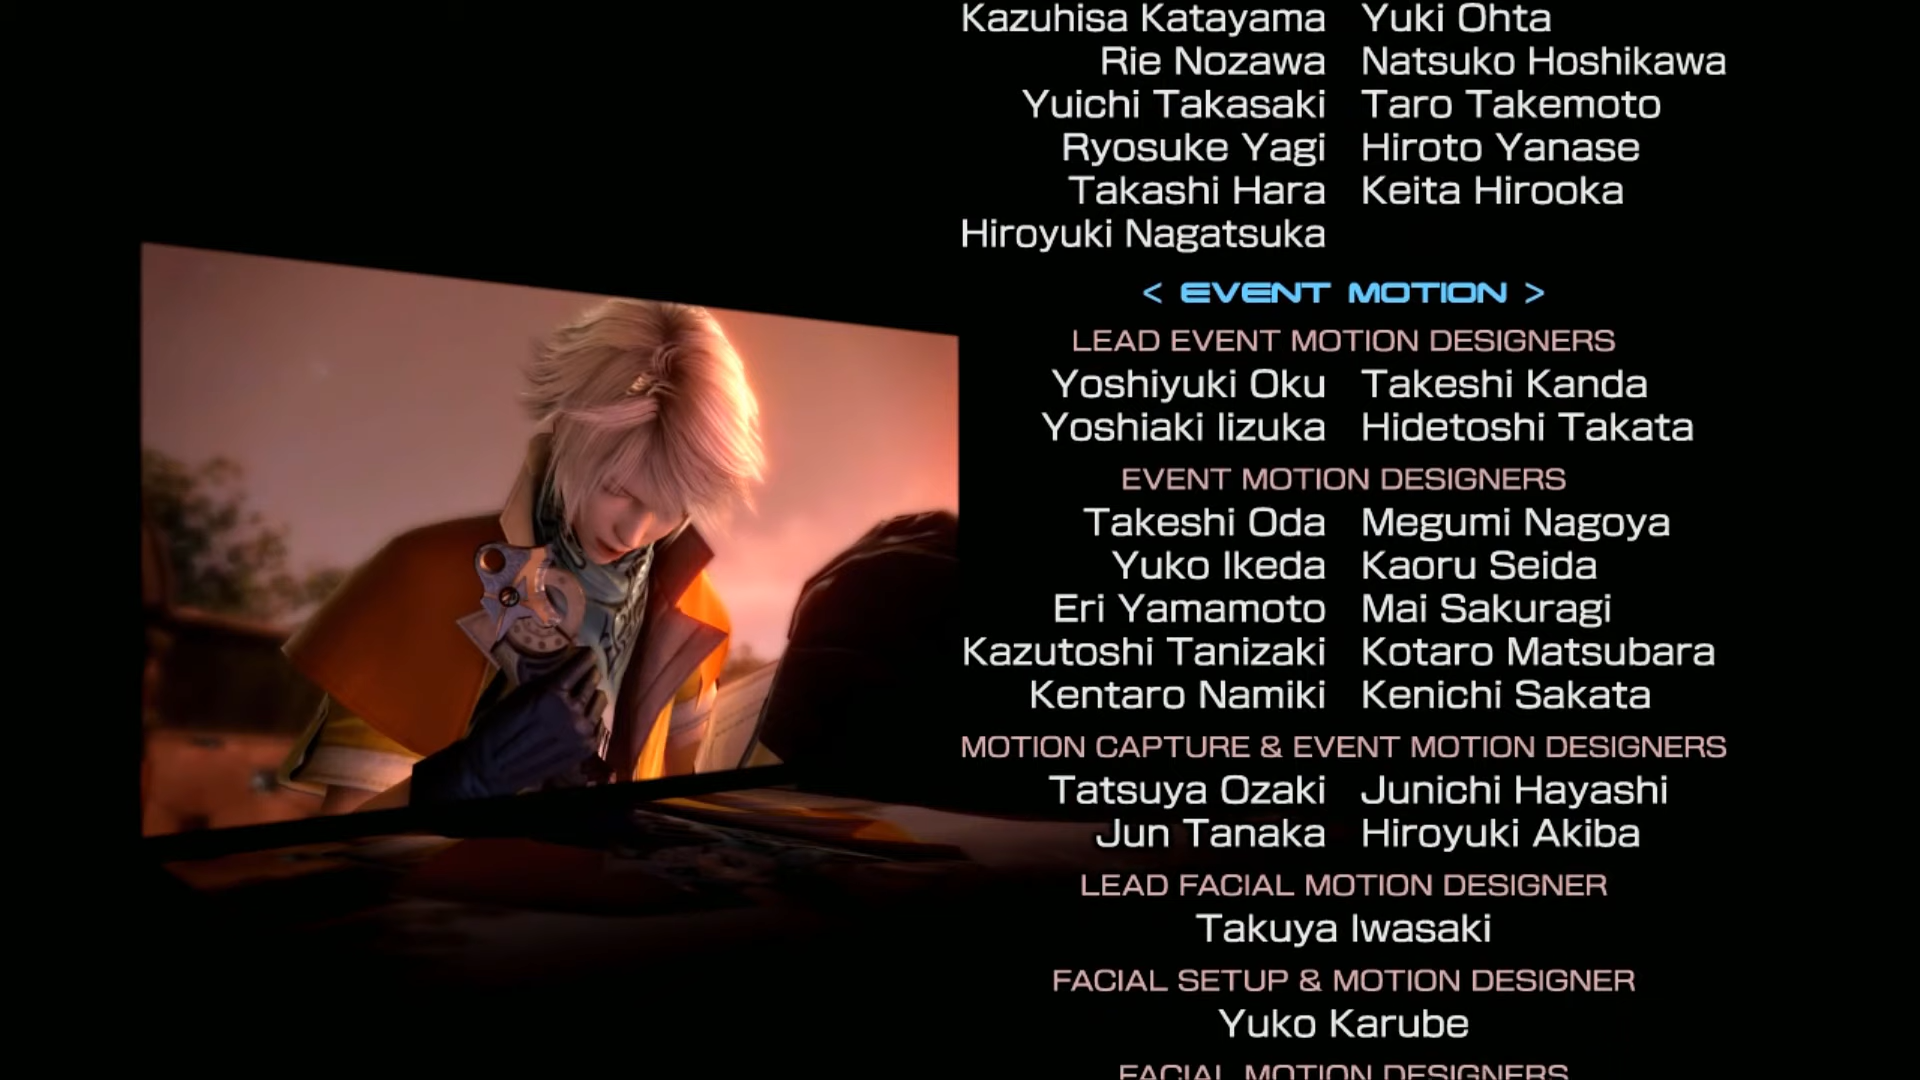 Kazuhisa Katayama Yuki Ohta
Rie Nozawa Natsuko Hoshikawa
Yuichi Takasaki Taro Takemoto
Ryosuke Yagi Hiroto Yanase
Takashi Hara Keita Hirooka
Hiroyuki Nagatsuka
< EVENT MOTION >
LEAD EVENT MOTION DESIGNERS
Yoshiyuki Oku Takeshi Kanda
Yoshiaki Iizuka Hidetoshi Takata
EVENT MOTION DESIGNERS
Takeshi Oda Megumi Nagoya
Yuko Ikeda Kaoru Seida
Eri Yamamoto Mai Sakuragi
Kazutoshi Tanizaki Kotaro Matsubara
Kentaro Namiki Kenichi Sakata
MOTION CAPTURE & EVENT MOTION DESIGNERS
Tatsuya Ozaki Junichi Hayashi
Jun Tanaka Hiroyuki Akiba
LEAD FACIAL MOTION DESIGNER
Takuya Iwasaki
FACIAL SETUP & MOTION DESIGNER
Yuko Karube
FACIAL MOTION DESIGNERS